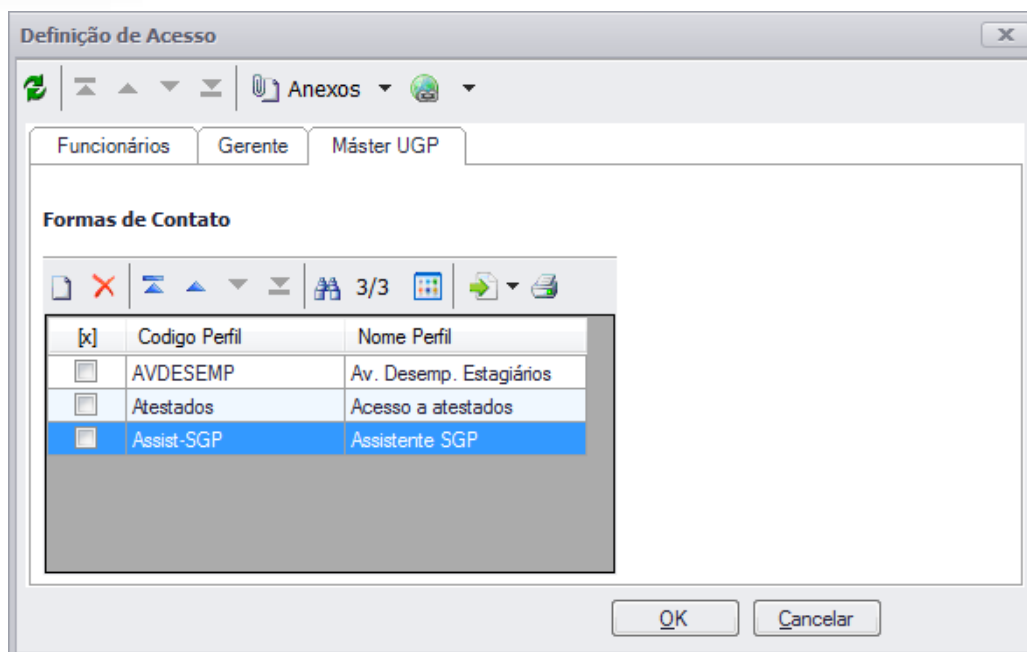 Definição de Acesso
Anexos
Funcionários Gerente Máster UGP
Formas de Contato
3/3
[x] Codigo Perfil Nome Perfil
AVDESEMP Av. Desemp. Estagiários
Atestados Acesso a atestados
Assist-SGP Assistente SGP
OK Cancelar